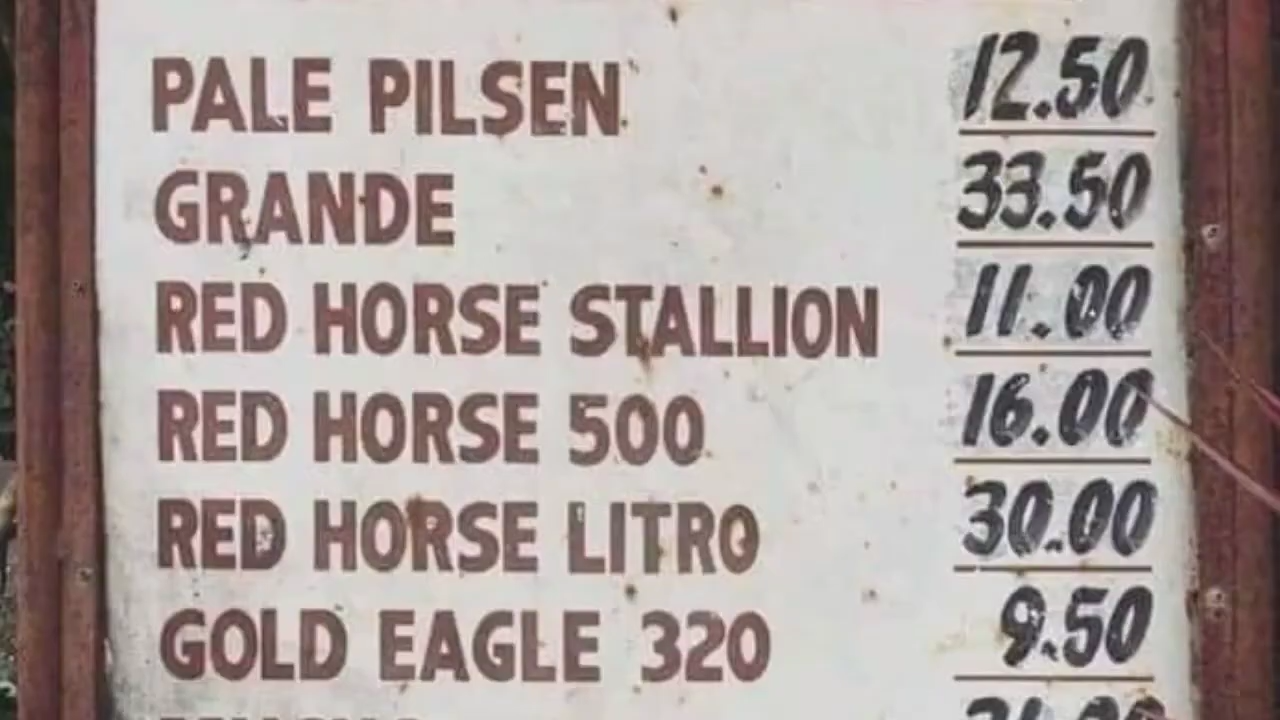 PALE PILSEN 12.50
GRANDE 33.50
RED HORSE STALLION 11.00
RED HORSE 500 16.00
RED HORSE LITRO 30.00
GOLD EAGLE 320 9.50